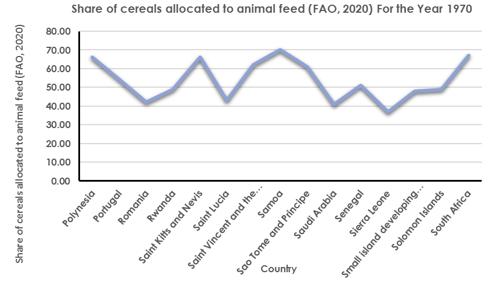 Share of cereals allocated to animal feed (FAO, 2020) For the Year 1970
Share of cereals allocated to animal feed (FAO, 2020)
80.00
70.00
60.00
50.00
40.00
30.00
20.00
10.00
0.00
Polynesia
Portugal
Romania
Rwanda
Saint Kitts and Nevis
Saint Lucia
Saint Vincent and the...
Samoa
Sao Tome and Principe
Saudi Arabia
Senegal
Sierra Leone
Small island developing...
Solomon Islands
South Africa
Country